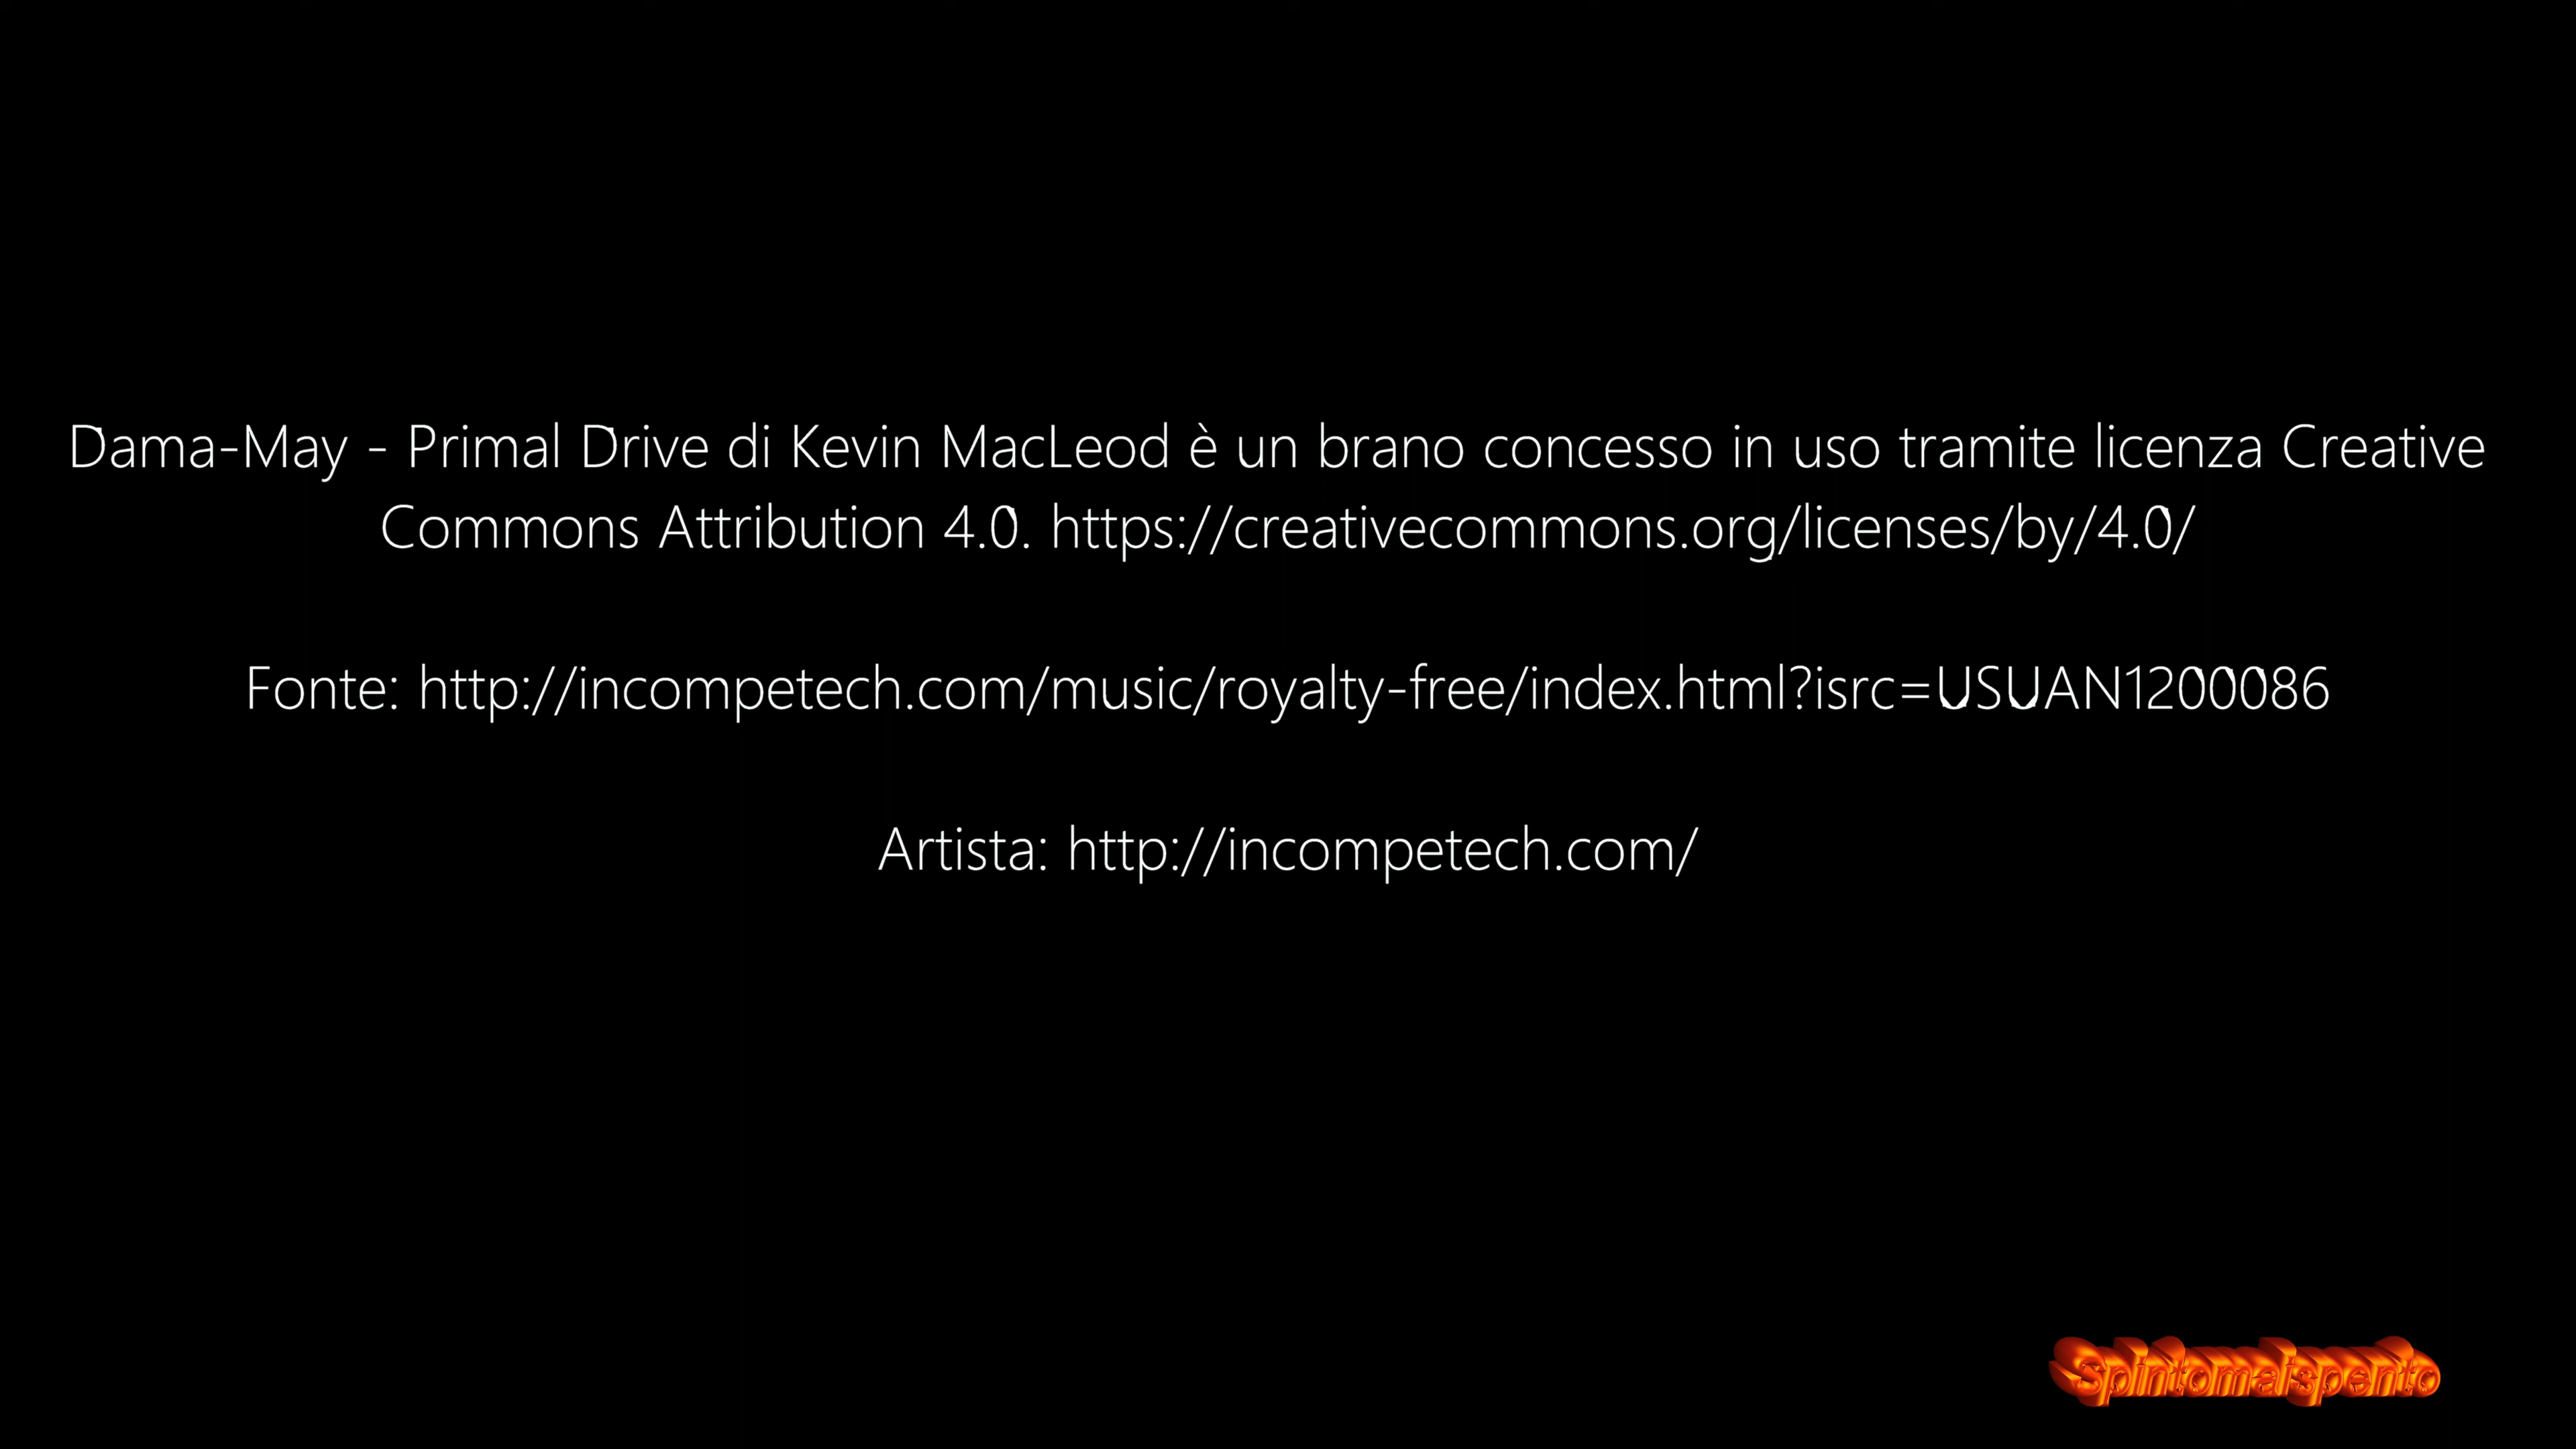 Dama-May - Primal Drive di Kevin MacLeod è un brano concesso in uso tramite licenza Creative
Commons Attribution 4.0. https://creativecommons.org/licenses/by/4.0/
Fonte: http://incompetech.com/music/royalty-free/index.html?isrc=USUAN1200086
Artista: http://incompetech.com/
Spintomaispento